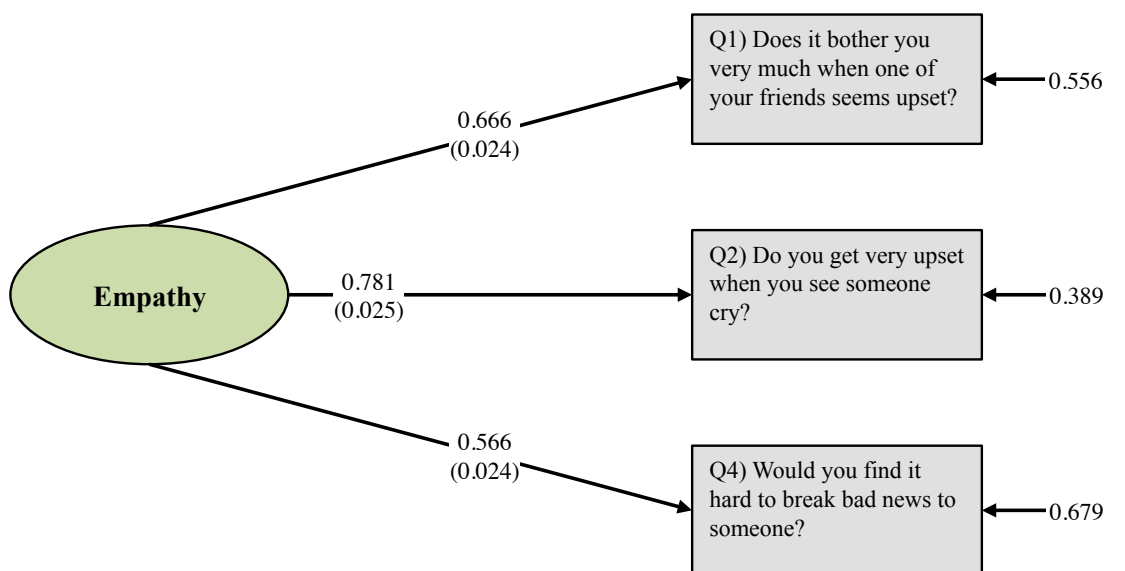 Q1) Does it bother you
very much when one of
your friends seems upset?
0.556
0.666
(0.024)
Empathy
0.781
(0.025)
Q2) Do you get very upset
when you see someone
cry?
0.389
0.566
(0.024)
Q4) Would you find it
hard to break bad news to
someone?
0.679